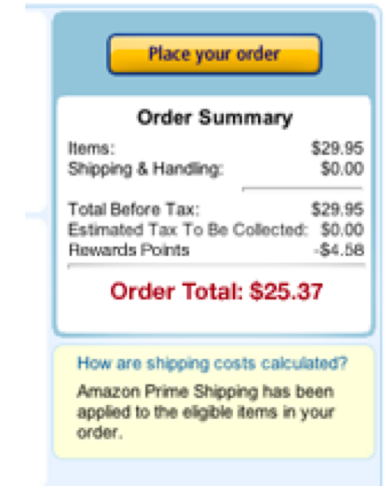 Place your order
Order Summary
Items: $29.95
Shipping & Handling: $0.00
Total Before Tax: $29.95
Estimated Tax To Be Collected: $0.00
Rewards Points -$4.58
Order Total: $25.37
How are shipping costs calculated?
Amazon Prime Shipping has been
applied to the eligible items in your
order.